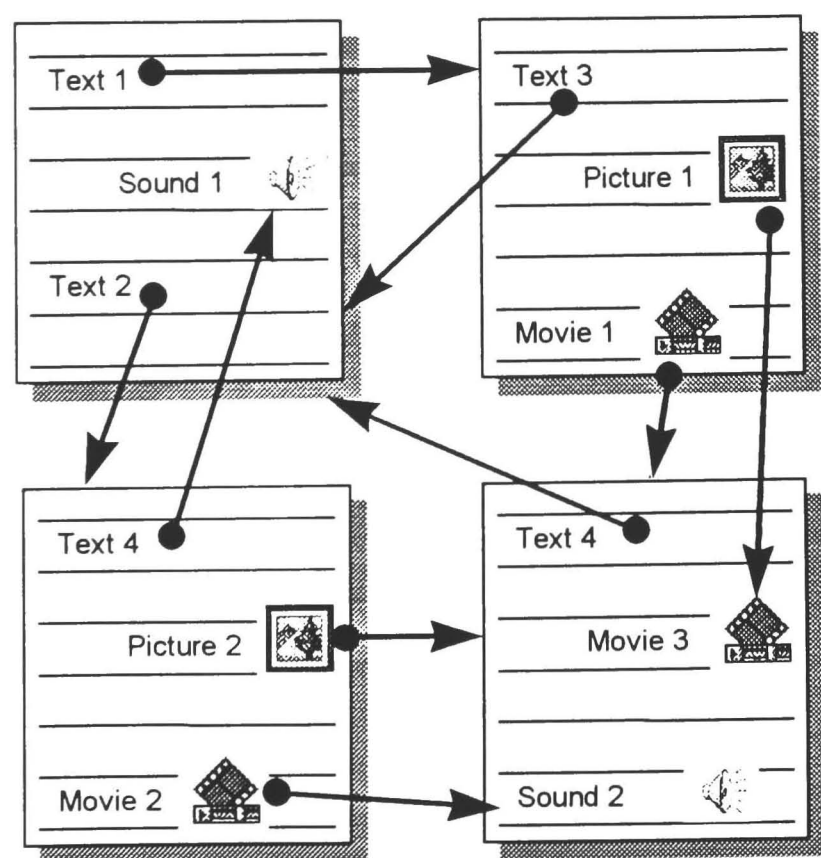 Text 1
Sound 1
Text 2
Text 3
Picture 1
Movie 1
Text 4
Picture 2
Movie 2
Text 4
Movie 3
Sound 2